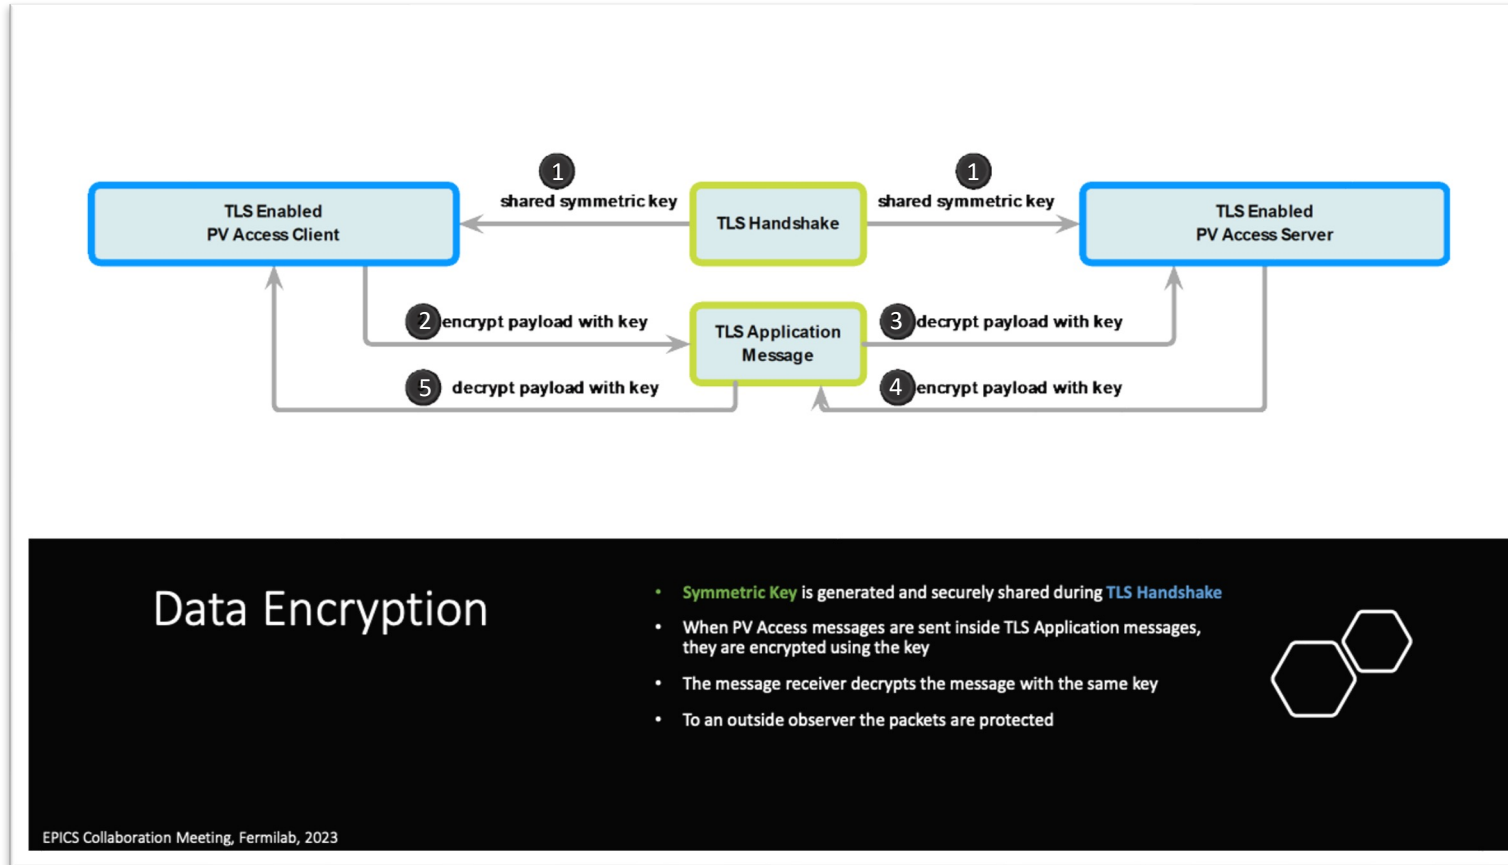 1
1
shared symmetric key
shared symmetric key
TLS Enabled
PV Access Client
TLS Handshake
TLS Enabled
PV Access Server
2 encrypt payload with key
TLS Application
Message
3 decrypt payload with key
5 decrypt payload with key
4 encrypt payload with key
Data Encryption
• Symmetric Key is generated and securely shared during TLS Handshake
• When PV Access messages are sent inside TLS Application messages,
they are encrypted using the key
• The message receiver decrypts the message with the same key
• To an outside observer the packets are protected
EPICS Collaboration Meeting, Fermilab, 2023